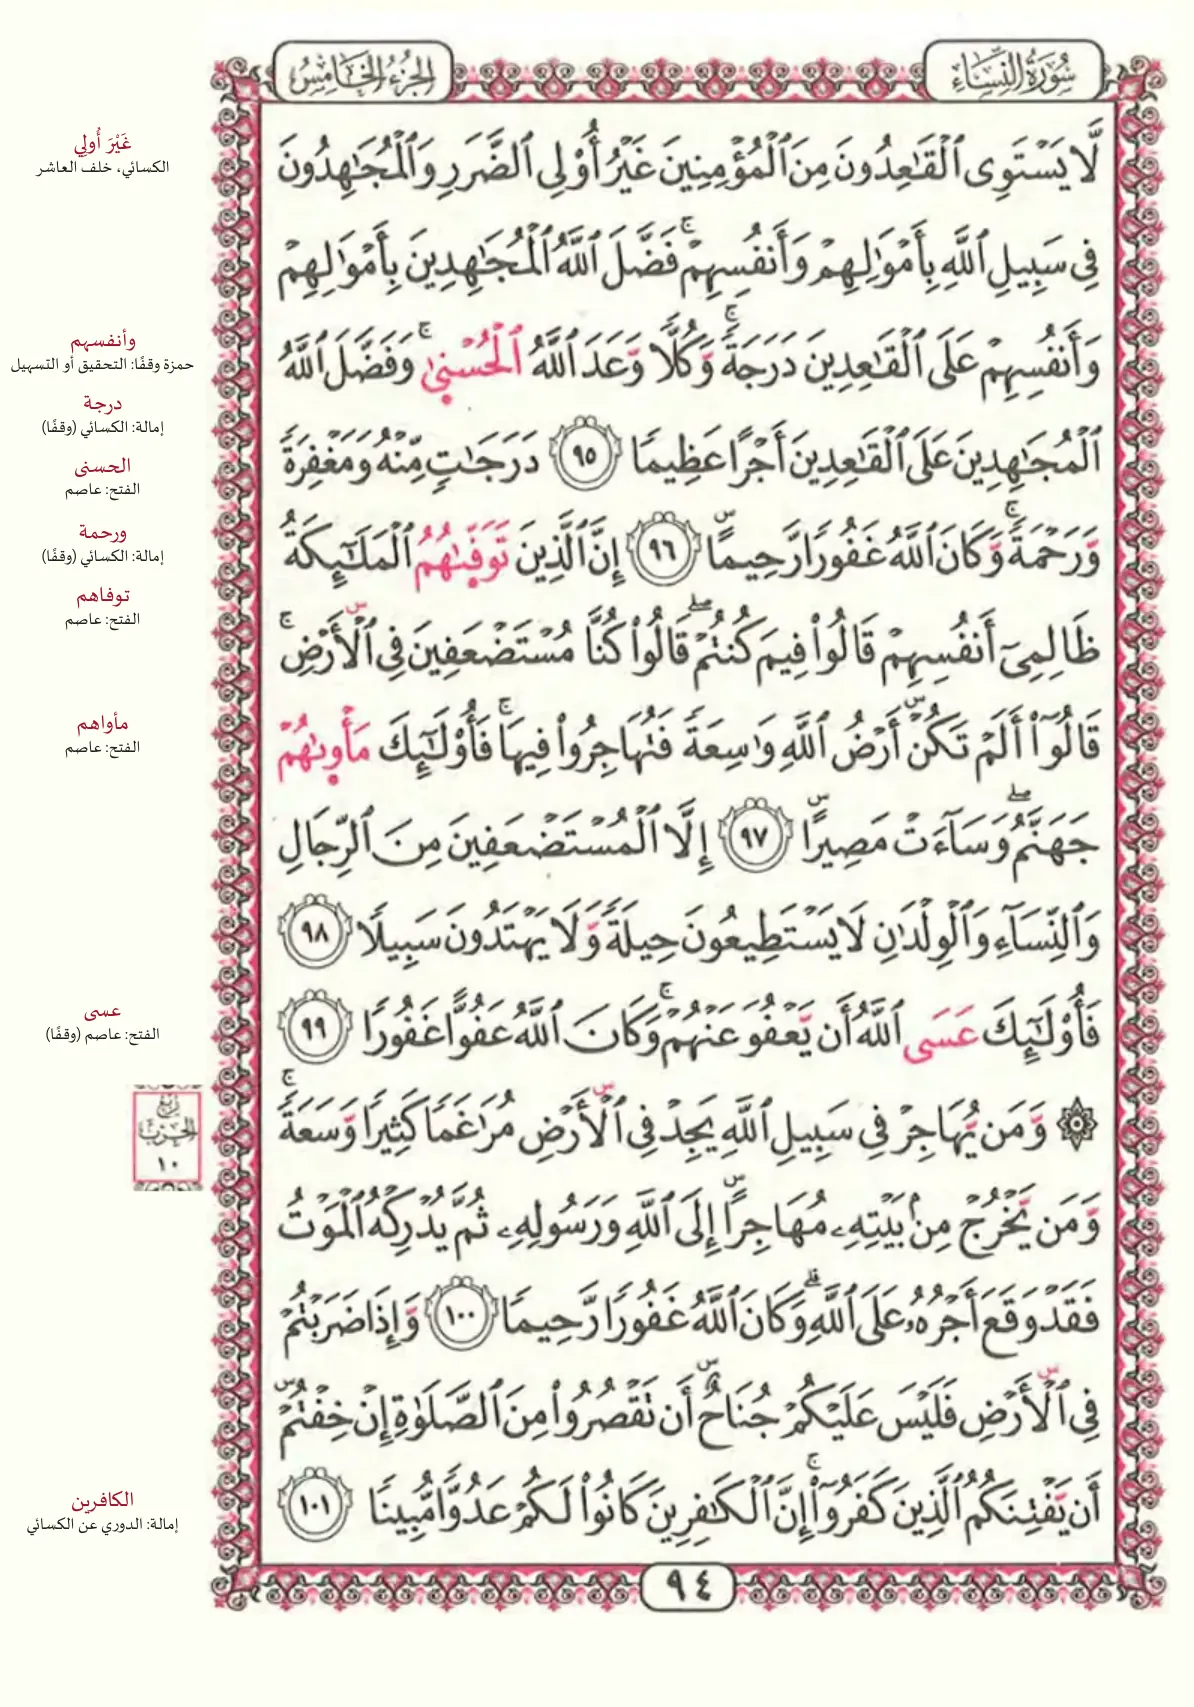 سُورَةُ النِّسَاءِ
الجُزْءُ الخَامِسُ
لَّا يَسْتَوِى ٱلْقَٰعِدُونَ مِنَ ٱلْمُؤْمِنِينَ غَيْرُ أُو۟لِى ٱلضَّرَرِ وَٱلْمُجَٰهِدُونَ
فِى سَبِيلِ ٱللَّهِ بِأَمْوَٰلِهِمْ وَأَنفُسِهِمْ ۚ فَضَّلَ ٱللَّهُ ٱلْمُجَٰهِدِينَ بِأَمْوَٰلِهِمْ
وَأَنفُسِهِمْ عَلَى ٱلْقَٰعِدِينَ دَرَجَةً ۚ وَكُلًّا وَعَدَ ٱللَّهُ ٱلْحُسْنَىٰ ۚ وَفَضَّلَ ٱللَّهُ
ٱلْمُجَٰهِدِينَ عَلَى ٱلْقَٰعِدِينَ أَجْرًا عَظِيمًا ٩٥ دَرَجَٰتٍ مِّنْهُ وَمَغْفِرَةً
وَرَحْمَةً ۚ وَكَانَ ٱللَّهُ غَفُورًا رَّحِيمًا ٩٦ إِنَّ ٱلَّذِينَ تَوَفَّىٰهُمُ ٱلْمَلَٰٓئِكَةُ
ظَالِمِىٓ أَنفُسِهِمْ قَالُوا۟ فِيمَ كُنتُمْ ۖ قَالُوا۟ كُنَّا مُسْتَضْعَفِينَ فِى ٱلْأَرْضِ ۚ
قَالُوٓا۟ أَلَمْ تَكُنْ أَرْضُ ٱللَّهِ وَٰسِعَةً فَتُهَاجِرُوا۟ فِيهَا ۚ فَأُو۟لَٰٓئِكَ مَأْوَىٰهُمْ
جَهَنَّمُ ۖ وَسَآءَتْ مَصِيرًا ٩٧ إِلَّا ٱلْمُسْتَضْعَفِينَ مِنَ ٱلرِّجَالِ
وَٱلنِّسَآءِ وَٱلْوِلْدَٰنِ لَا يَسْتَطِيعُونَ حِيلَةً وَلَا يَهْتَدُونَ سَبِيلًا ٩٨
فَأُو۟لَٰٓئِكَ عَسَى ٱللَّهُ أَن يَعْفُوَ عَنْهُمْ ۚ وَكَانَ ٱللَّهُ عَفُوًّا غَفُورًا ٩٩
۞ وَمَن يُهَاجِرْ فِى سَبِيلِ ٱللَّهِ يَجِدْ فِى ٱلْأَرْضِ مُرَٰغَمًا كَثِيرًا وَسَعَةً ۚ
وَمَن يَخْرُجْ مِنۢ بَيْتِهِۦ مُهَاجِرًا إِلَى ٱللَّهِ وَرَسُولِهِۦ ثُمَّ يُدْرِكْهُ ٱلْمَوْتُ
فَقَدْ وَقَعَ أَجْرُهُۥ عَلَى ٱللَّهِ ۗ وَكَانَ ٱللَّهُ غَفُورًا رَّحِيمًا ١٠٠ وَإِذَا ضَرَبْتُمْ
فِى ٱلْأَرْضِ فَلَيْسَ عَلَيْكُمْ جُنَاحٌ أَن تَقْصُرُوا۟ مِنَ ٱلصَّلَوٰةِ إِنْ خِفْتُمْ
أَن يَفْتِنَكُمُ ٱلَّذِينَ كَفَرُوٓا۟ ۚ إِنَّ ٱلْكَٰفِرِينَ كَانُوا۟ لَكُمْ عَدُوًّا مُّبِينًا ١٠١
٩٤
غَيْرَ أُولِي
الكسائي، خلف العاشر
وأنفسهم
حمزة وقفًا: التحقيق أو التسهيل
درجة
إمالة: الكسائي (وقفًا)
الحسنى
الفتح: عاصم
ورحمة
إمالة: الكسائي (وقفًا)
توفاهم
الفتح: عاصم
مأواهم
الفتح: عاصم
عسى
الفتح: عاصم (وقفًا)
ربع
الحزب
١٠
الكافرين
إمالة: الدوري عن الكسائي